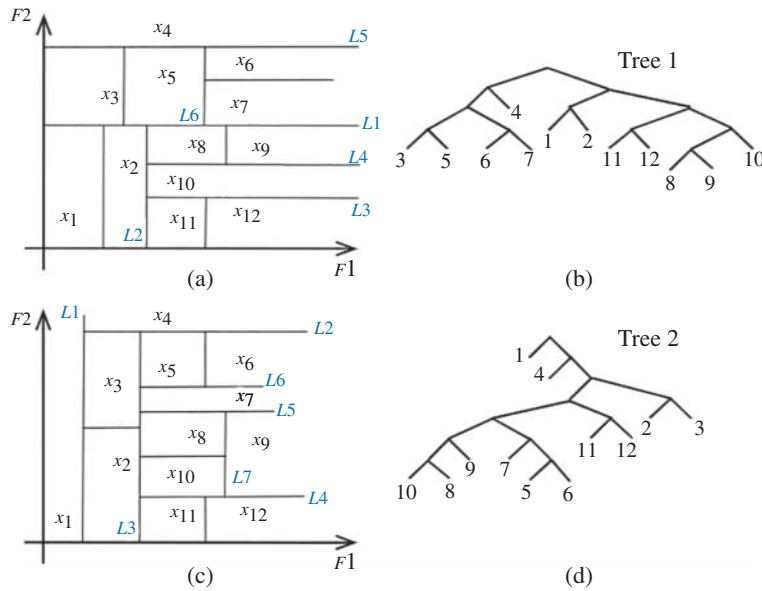 F2
x4
L5
x3
x5
x6
L6
x7
L1
x2
x8
x9
L4
x10
x1
x11
x12
L3
L2
F1
(a)
Tree 1
4
3 5 6 7 1 2 11 12 10
8 9
(b)
F2
L1
x4
L2
x3
x5
x6
L6
x7
L5
x2
x8
x9
x10
L7
L4
x1
L3
x11
x12
F1
(c)
Tree 2
1
4
2 3
11 12
9 7
10 8 5 6
(d)